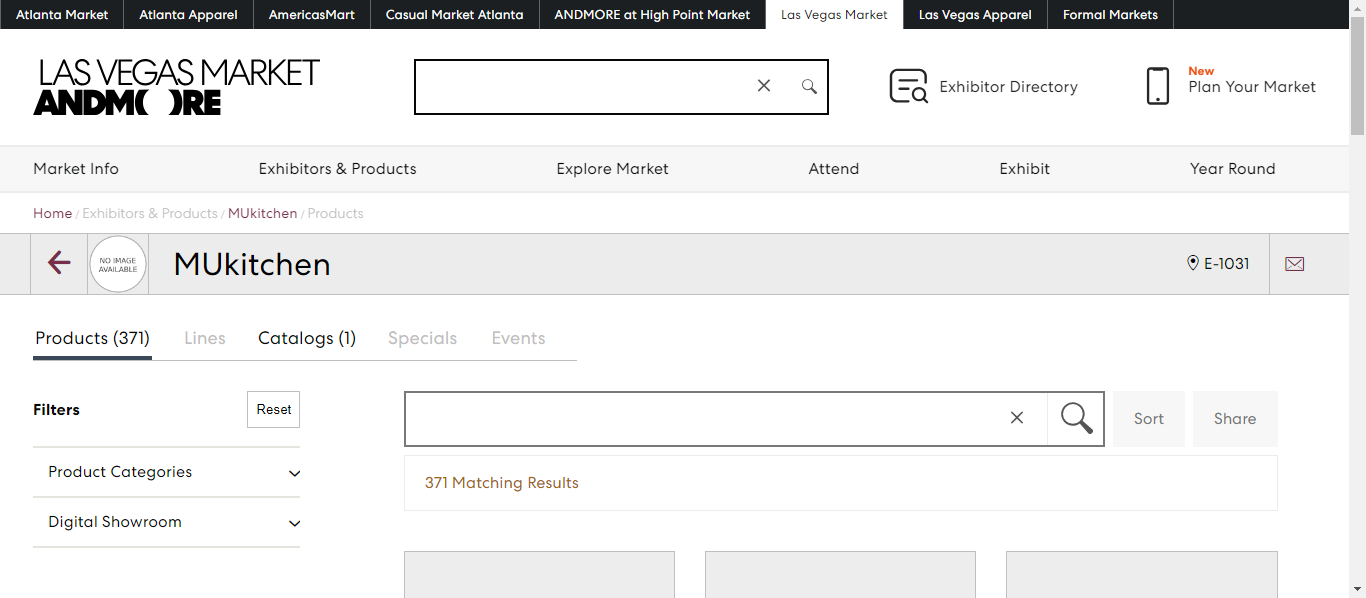 Atlanta Market Atlanta Apparel AmericasMart Casual Market Atlanta ANDMORE at High Point Market Las Vegas Market Las Vegas Apparel Formal Markets
LAS VEGAS MARKET
ANDMORE
Exhibitor Directory
New
Plan Your Market
Market Info Exhibitors & Products Explore Market Attend Exhibit Year Round
Home / Exhibitors & Products / MUkitchen / Products
NO IMAGE
AVAILABLE
MUkitchen
E-1031
Products (371) Lines Catalogs (1) Specials Events
Filters
Reset
Sort
Share
Product Categories
371 Matching Results
Digital Showroom